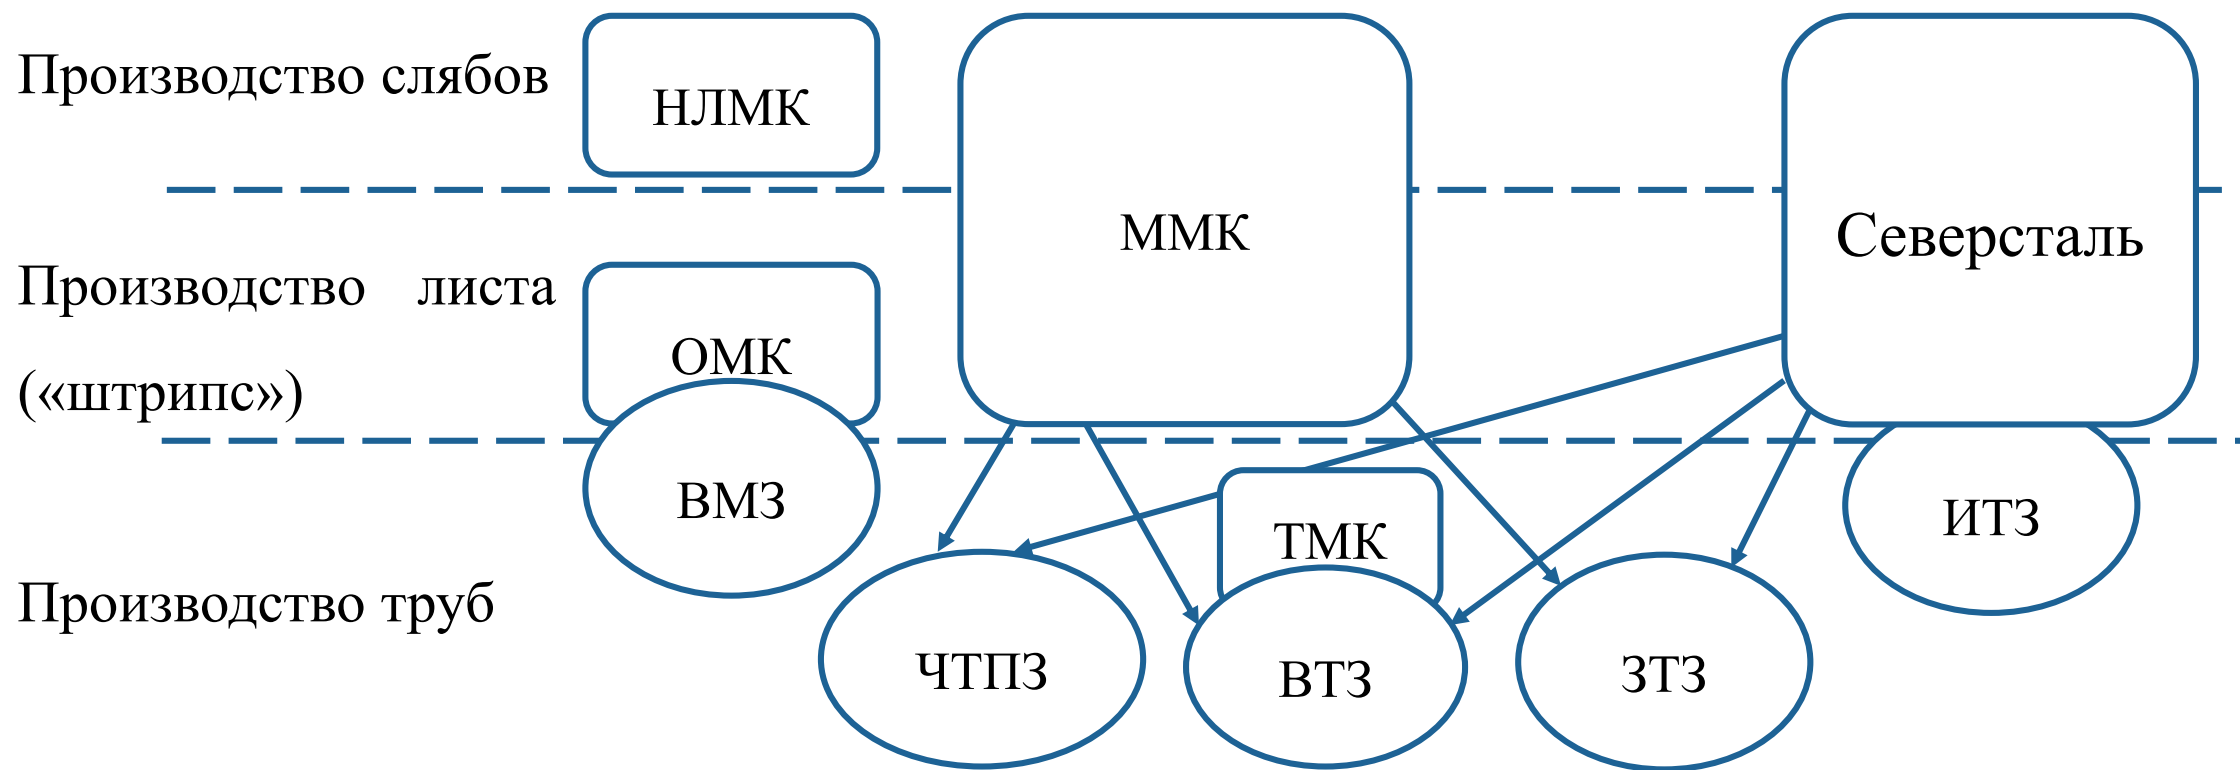 Производство слябов
НЛМК
ММК
Северсталь
Производство листа
(«штрипс»)
ОМК
ВМЗ
ИТЗ
ТМК
Производство труб
ЧТПЗ
ВТЗ
ЗТЗ